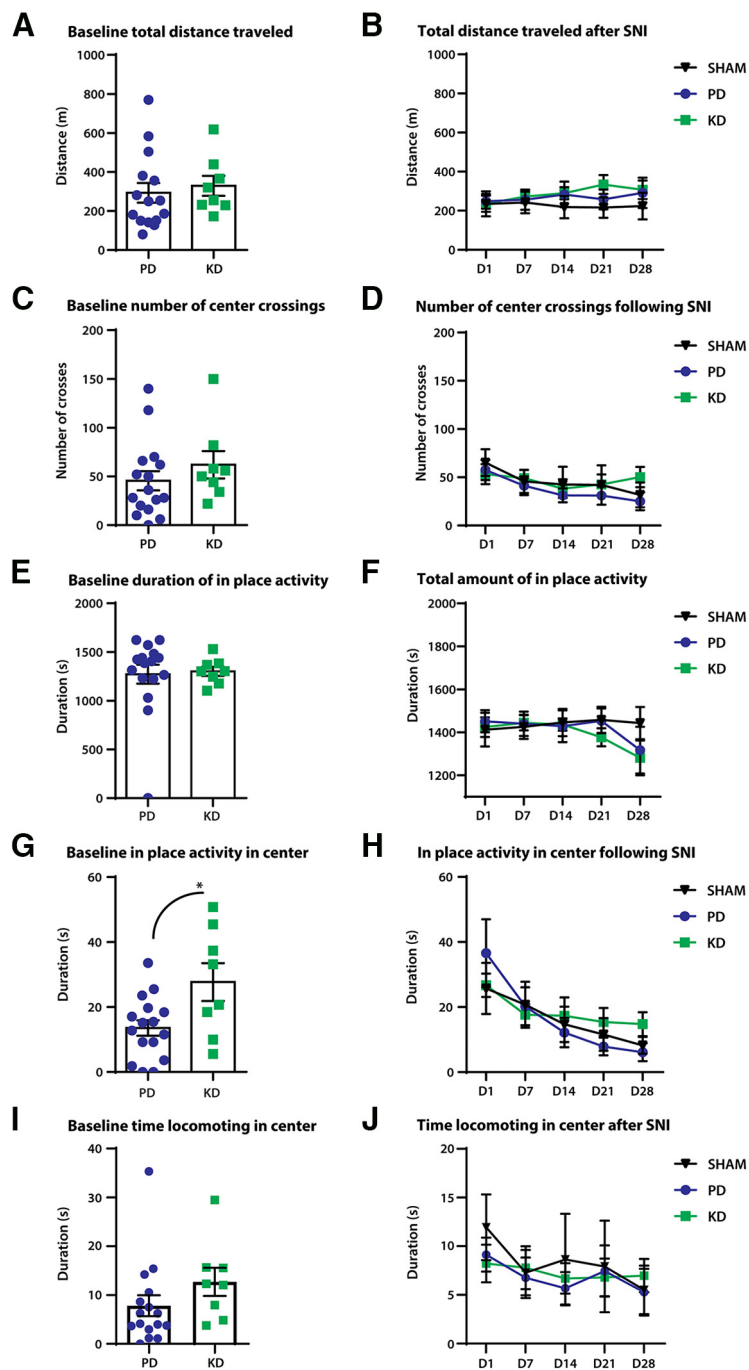 A
Baseline total distance traveled
Distance (m)
1000
800
600
400
200
0
PD
KD
B
Total distance traveled after SNI
Distance (m)
1000
800
600
400
200
0
D1
D7
D14
D21
D28
SHAM
PD
KD
C
Baseline number of center crossings
Number of crosses
200
150
100
50
0
PD
KD
D
Number of center crossings following SNI
Number of crosses
200
150
100
50
0
D1
D7
D14
D21
D28
SHAM
PD
KD
E
Baseline duration of in place activity
Duration (s)
2000
1500
1000
500
0
PD
KD
F
Total amount of in place activity
Duration (s)
2000
1800
1600
1400
1200
D1
D7
D14
D21
D28
SHAM
PD
KD
G
Baseline in place activity in center
Duration (s)
60
40
20
0
*
PD
KD
H
In place activity in center following SNI
Duration (s)
60
40
20
0
D1
D7
D14
D21
D28
SHAM
PD
KD
I
Baseline time locomoting in center
Duration (s)
40
30
20
10
0
PD
KD
J
Time locomoting in center after SNI
Duration (s)
20
15
10
5
0
D1
D7
D14
D21
D28
SHAM
PD
KD